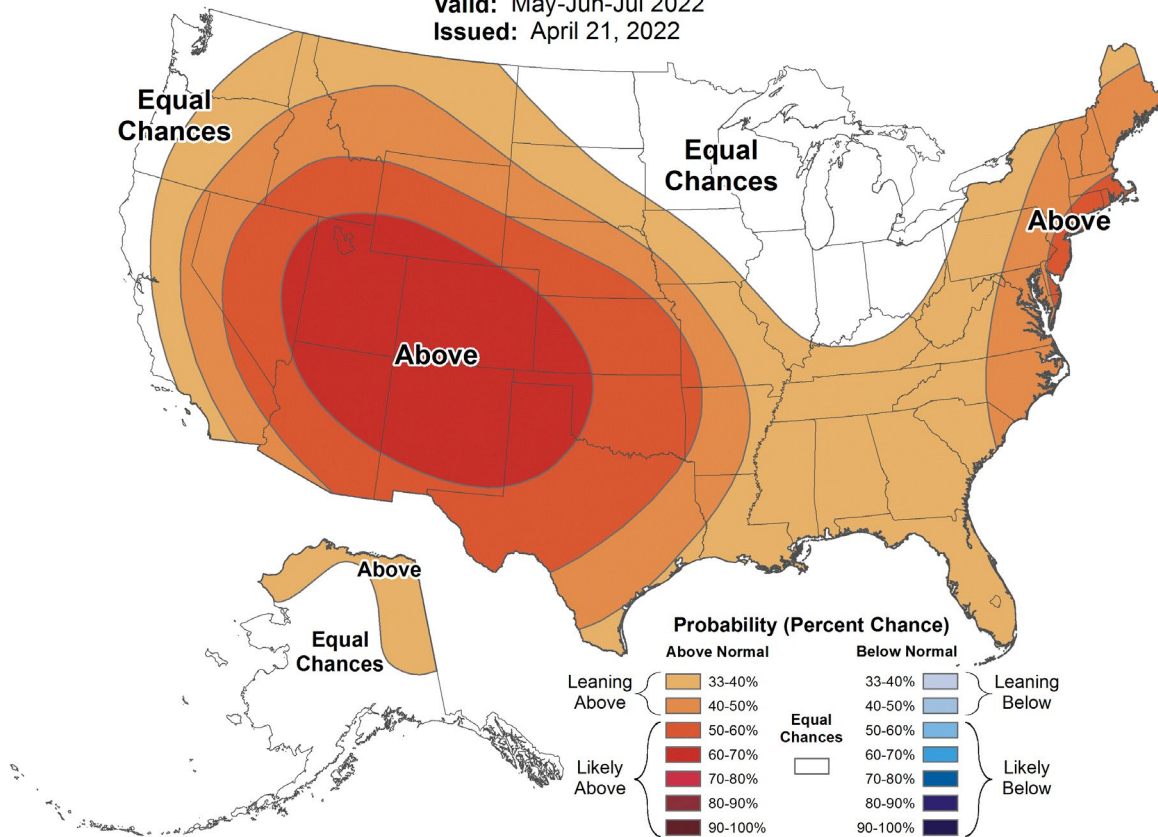 Valid: May-Jun-Jul 2022
Issued: April 21, 2022
Equal
Chances
Equal
Chances
Above
Above
Above
Equal
Chances
Probability (Percent Chance)
Above Normal
Below Normal
Leaning
Above
33-40%
40-50%
50-60%
60-70%
70-80%
80-90%
90-100%
Likely
Above
Equal
Chances
33-40%
40-50%
50-60%
60-70%
70-80%
80-90%
90-100%
Leaning
Below
Likely
Below